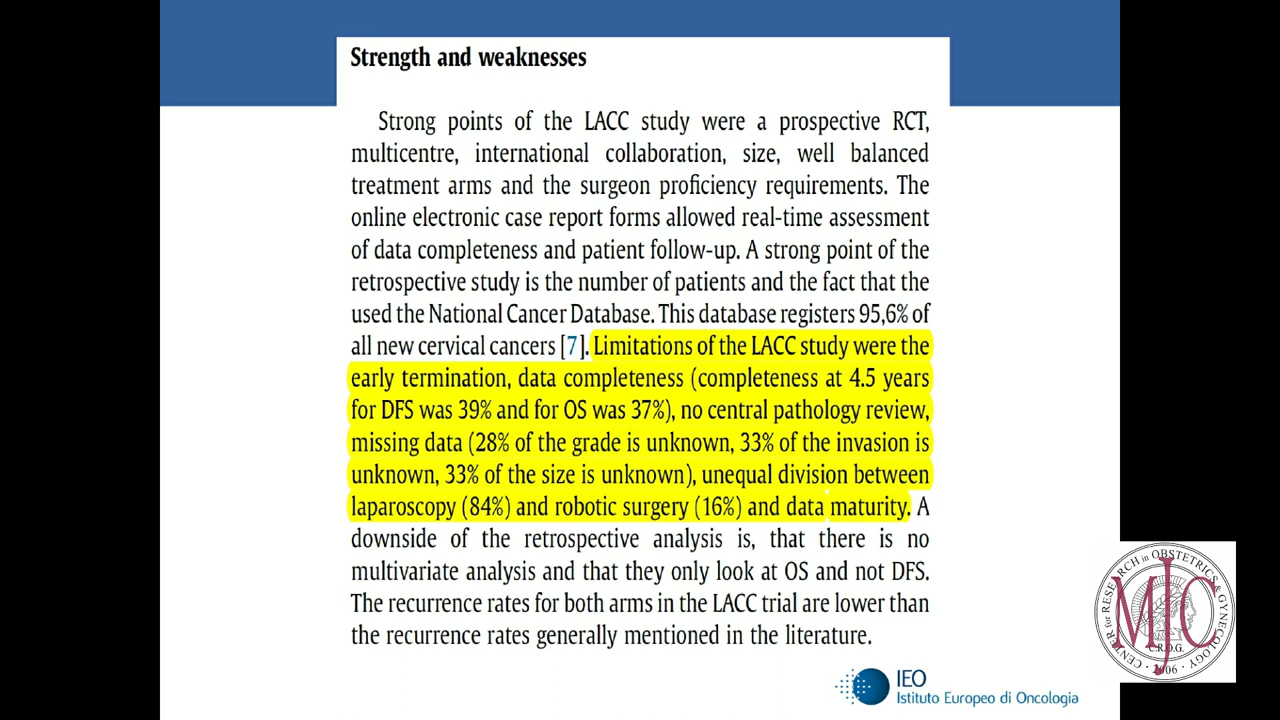 Strength and weaknesses
Strong points of the LACC study were a prospective RCT,
multicentre, international collaboration, size, well balanced
treatment arms and the surgeon proficiency requirements. The
online electronic case report forms allowed real-time assessment
of data completeness and patient follow-up. A strong point of the
retrospective study is the number of patients and the fact that the
used the National Cancer Database. This database registers 95,6% of
all new cervical cancers [7]. Limitations of the LACC study were the
early termination, data completeness (completeness at 4.5 years
for DFS was 39% and for OS was 37%), no central pathology review,
missing data (28% of the grade is unknown, 33% of the invasion is
unknown, 33% of the size is unknown), unequal division between
laparoscopy (84%) and robotic surgery (16%) and data maturity. A
downside of the retrospective analysis is, that there is no
multivariate analysis and that they only look at OS and not DFS.
The recurrence rates for both arms in the LACC trial are lower than
the recurrence rates generally mentioned in the literature.
CENTER for RESEARCH in OBSTETRICS & GYNECOLOGY
MJC
C.R.O.G.
2006
IEO
Istituto Europeo di Oncologia